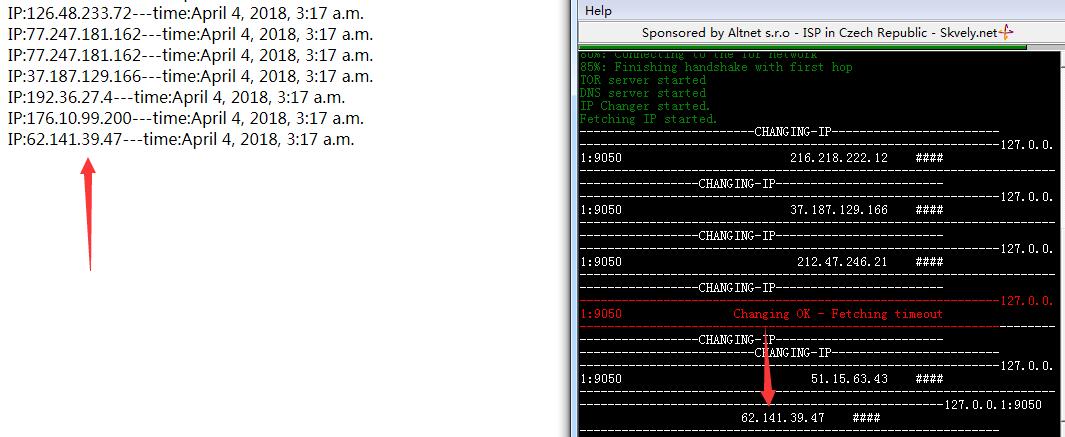 IP:126.48.233.72---time:April 4, 2018, 3:17 a.m.
IP:77.247.181.162---time:April 4, 2018, 3:17 a.m.
IP:77.247.181.162---time:April 4, 2018, 3:17 a.m.
IP:37.187.129.166---time:April 4, 2018, 3:17 a.m.
IP:192.36.27.4---time:April 4, 2018, 3:17 a.m.
IP:176.10.99.200---time:April 4, 2018, 3:17 a.m.
IP:62.141.39.47---time:April 4, 2018, 3:17 a.m.
Help
Sponsored by Altnet s.r.o - ISP in Czech Republic - Skvely.net
80%: Connecting to the Tor network
85%: Finishing handshake with first hop
TOR server started
DNS server started
IP Changer started.
Fetching IP started.
-------------------------CHANGING-IP--------------------------------
------------------------------------------------------------127.0.0.
1:9050 216.218.222.12 ####
--------------------------------------------------------------------
-----------------CHANGING-IP------------------------
------------------------------------------------------------127.0.0.
1:9050 37.187.129.166 ####
--------------------------------------------------------------------
-----------------CHANGING-IP------------------------
------------------------------------------------------------127.0.0.
1:9050 212.47.246.21 ####
--------------------------------------------------------------------
-----------------CHANGING-IP------------------------
------------------------------------------------------------127.0.0.
1:9050 Changing OK - Fetching timeout
--------------------------------------------------------------------
-----------------CHANGING-IP------------------------
-------------------------CHANGING-IP------------------------
------------------------------------------------------------127.0.0.
1:9050 51.15.63.43 ####
--------------------------------------------------------------------
----------------------------------------------------127.0.0.1:9050
62.141.39.47 ####
------------------------------------------------------------